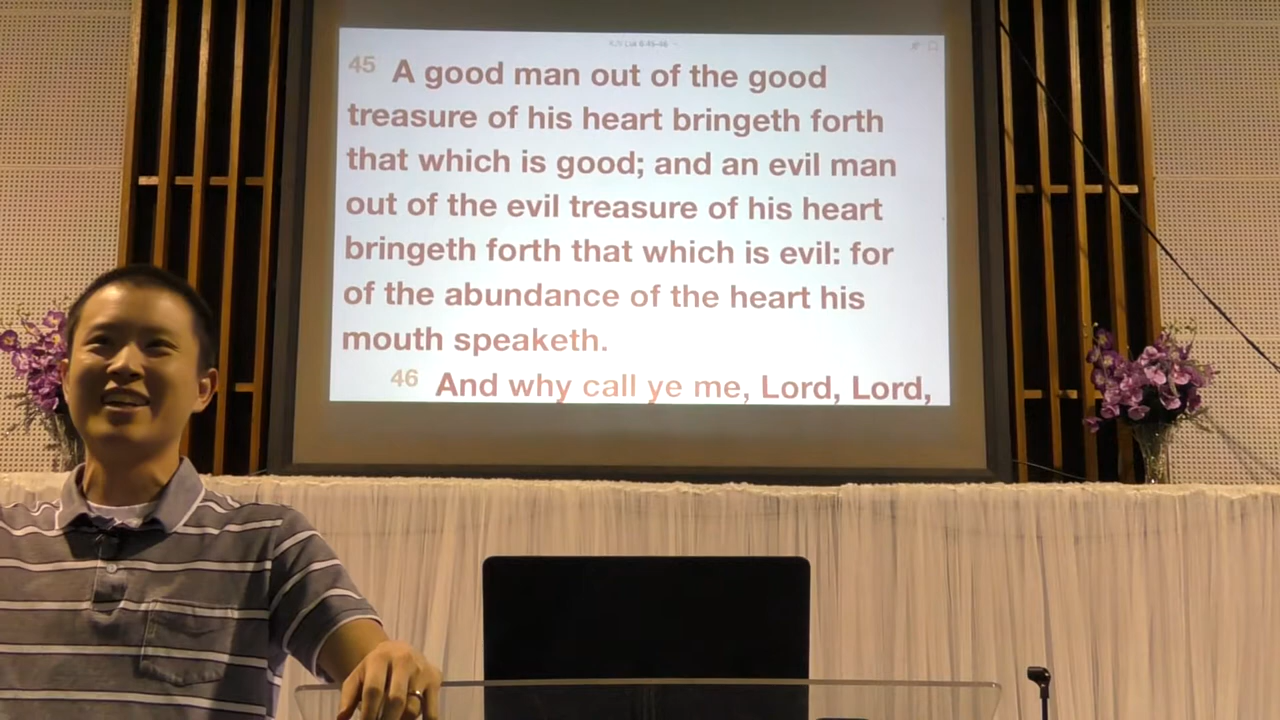 45 A good man out of the good
treasure of his heart bringeth forth
that which is good; and an evil man
out of the evil treasure of his heart
bringeth forth that which is evil: for
of the abundance of the heart his
mouth speaketh.
46 And why call ye me, Lord, Lord,